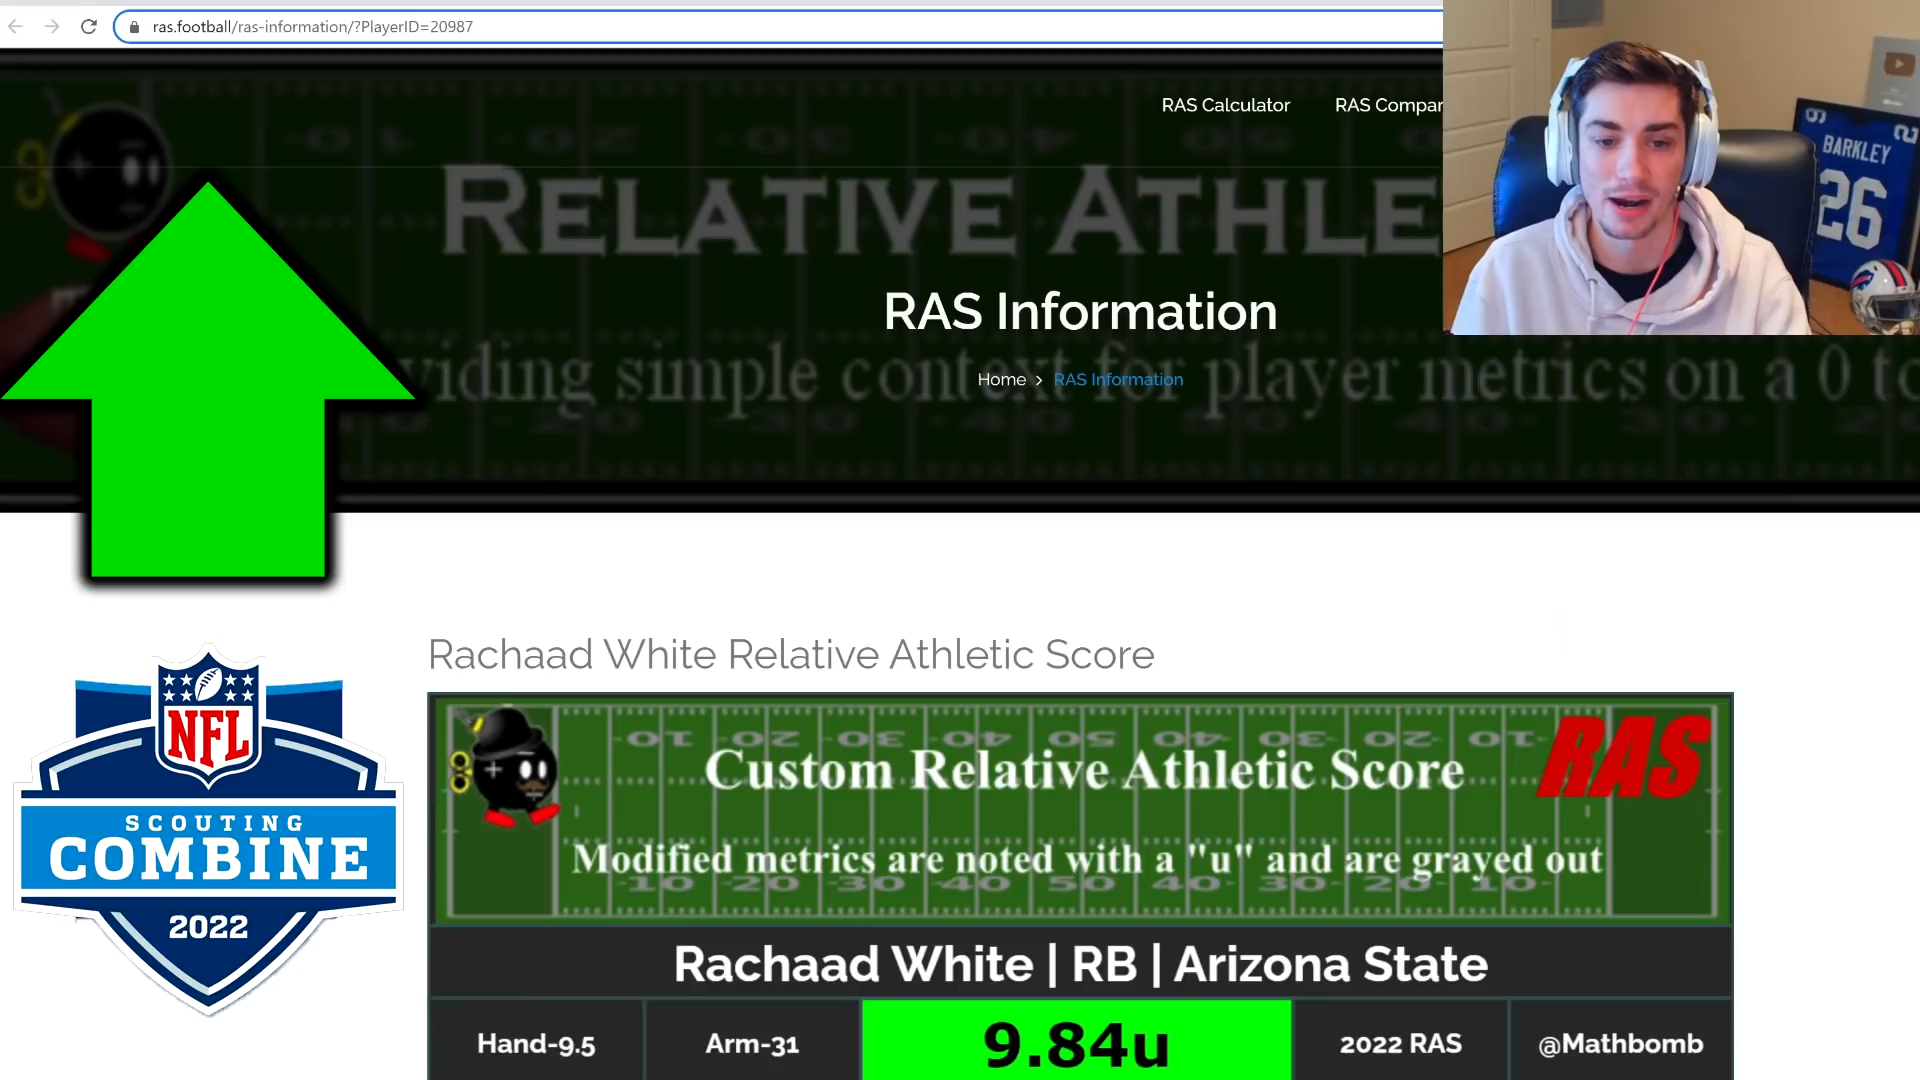 ras.football/ras-information/?PlayerID=20987
RAS Calculator
RAS Compar
RELATIVE ATHLE
RAS Information
viding simple context for player metrics on a 0 to
Home > RAS Information
BARKLEY
26
Rachaad White Relative Athletic Score
NFL
SCOUTING
COMBINE
2022
Custom Relative Athletic Score
RAS
Modified metrics are noted with a "u" and are grayed out
Rachaad White | RB | Arizona State
Hand-9.5
Arm-31
9.84u
2022 RAS
@Mathbomb